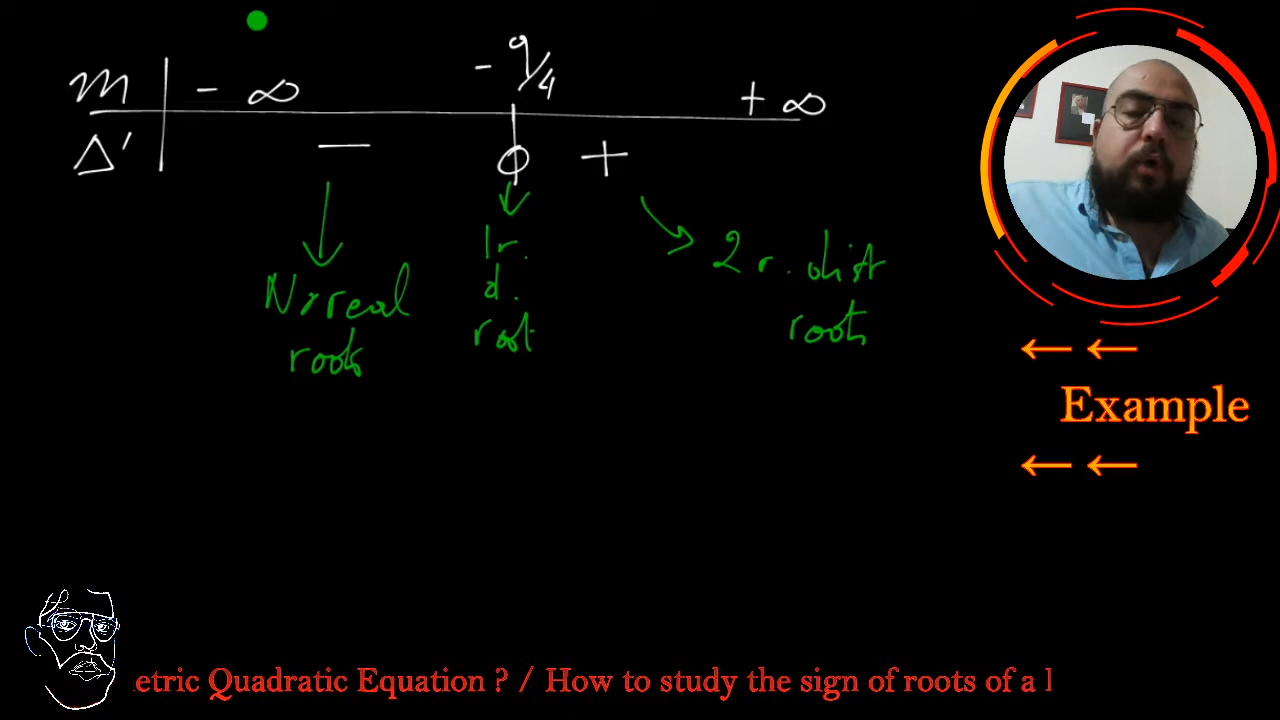 m - ∞ - 9/4 + ∞
Δ' — 0 +
No real
roots
1 r.
d.
root
2 r. dist
roots
←←
Example
←←
etric Quadratic Equation ? / How to study the sign of roots of a